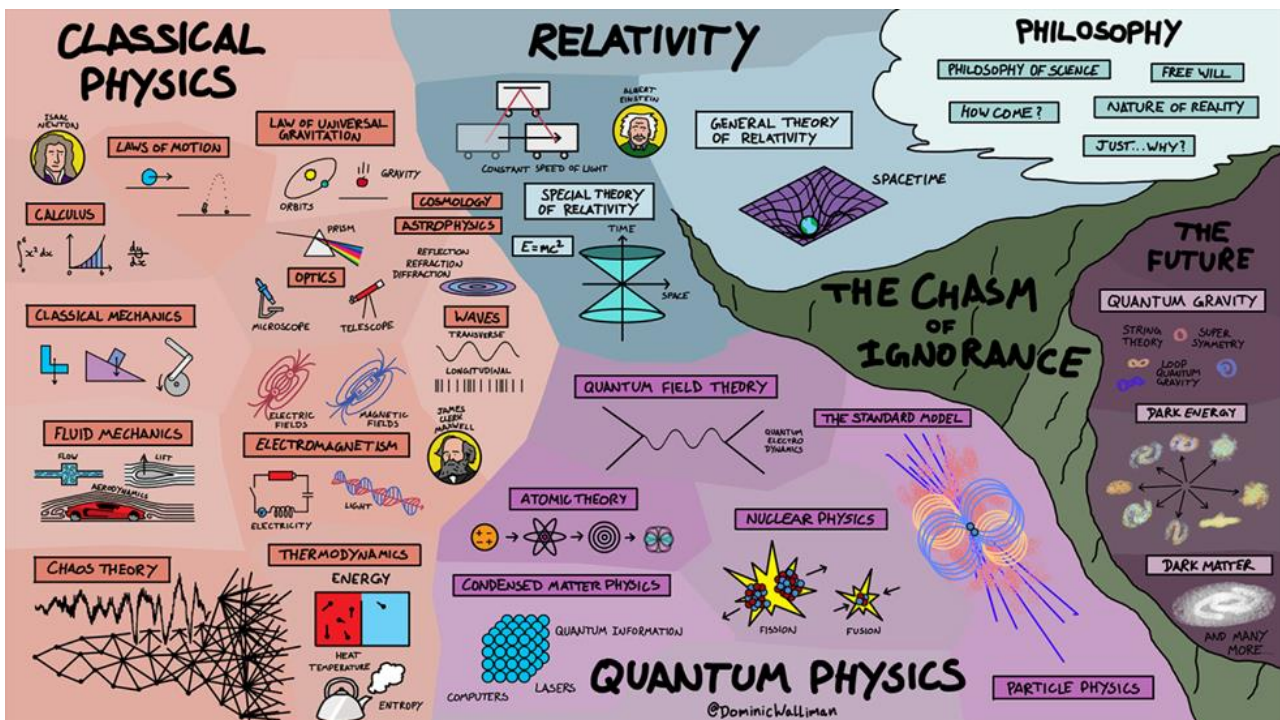 CLASSICAL
PHYSICS
ISAAC
NEWTON
LAWS OF MOTION
LAW OF UNIVERSAL
GRAVITATION
GRAVITY
ORBITS
CALCULUS
∫ x² dx
dy
dx
PRISM
OPTICS
MICROSCOPE
TELESCOPE
COSMOLOGY
ASTROPHYSICS
REFLECTION
REFRACTION
DIFFRACTION
WAVES
TRANSVERSE
LONGITUDINAL
CLASSICAL MECHANICS
ELECTRIC
FIELDS
MAGNETIC
FIELDS
JAMES
CLERK
MAXWELL
FLUID MECHANICS
FLOW
LIFT
AERODYNAMICS
ELECTROMAGNETISM
ELECTRICITY
LIGHT
CHAOS THEORY
THERMODYNAMICS
ENERGY
HEAT
TEMPERATURE
ENTROPY
RELATIVITY
ALBERT
EINSTEIN
CONSTANT SPEED OF LIGHT
SPECIAL THEORY
OF RELATIVITY
E=mc²
TIME
SPACE
GENERAL THEORY
OF RELATIVITY
SPACETIME
PHILOSOPHY
PHILOSOPHY OF SCIENCE
FREE WILL
HOW COME?
NATURE OF REALITY
JUST...WHY?
THE CHASM
OF
IGNORANCE
THE
FUTURE
QUANTUM GRAVITY
STRING
THEORY
SUPER
SYMMETRY
LOOP
QUANTUM
GRAVITY
DARK ENERGY
DARK MATTER
AND MANY
MORE
QUANTUM FIELD THEORY
QUANTUM
ELECTRO
DYNAMICS
THE STANDARD MODEL
ATOMIC THEORY
NUCLEAR PHYSICS
FISSION
FUSION
CONDENSED MATTER PHYSICS
QUANTUM INFORMATION
LASERS
COMPUTERS
QUANTUM PHYSICS
@DominicWalliman
PARTICLE PHYSICS